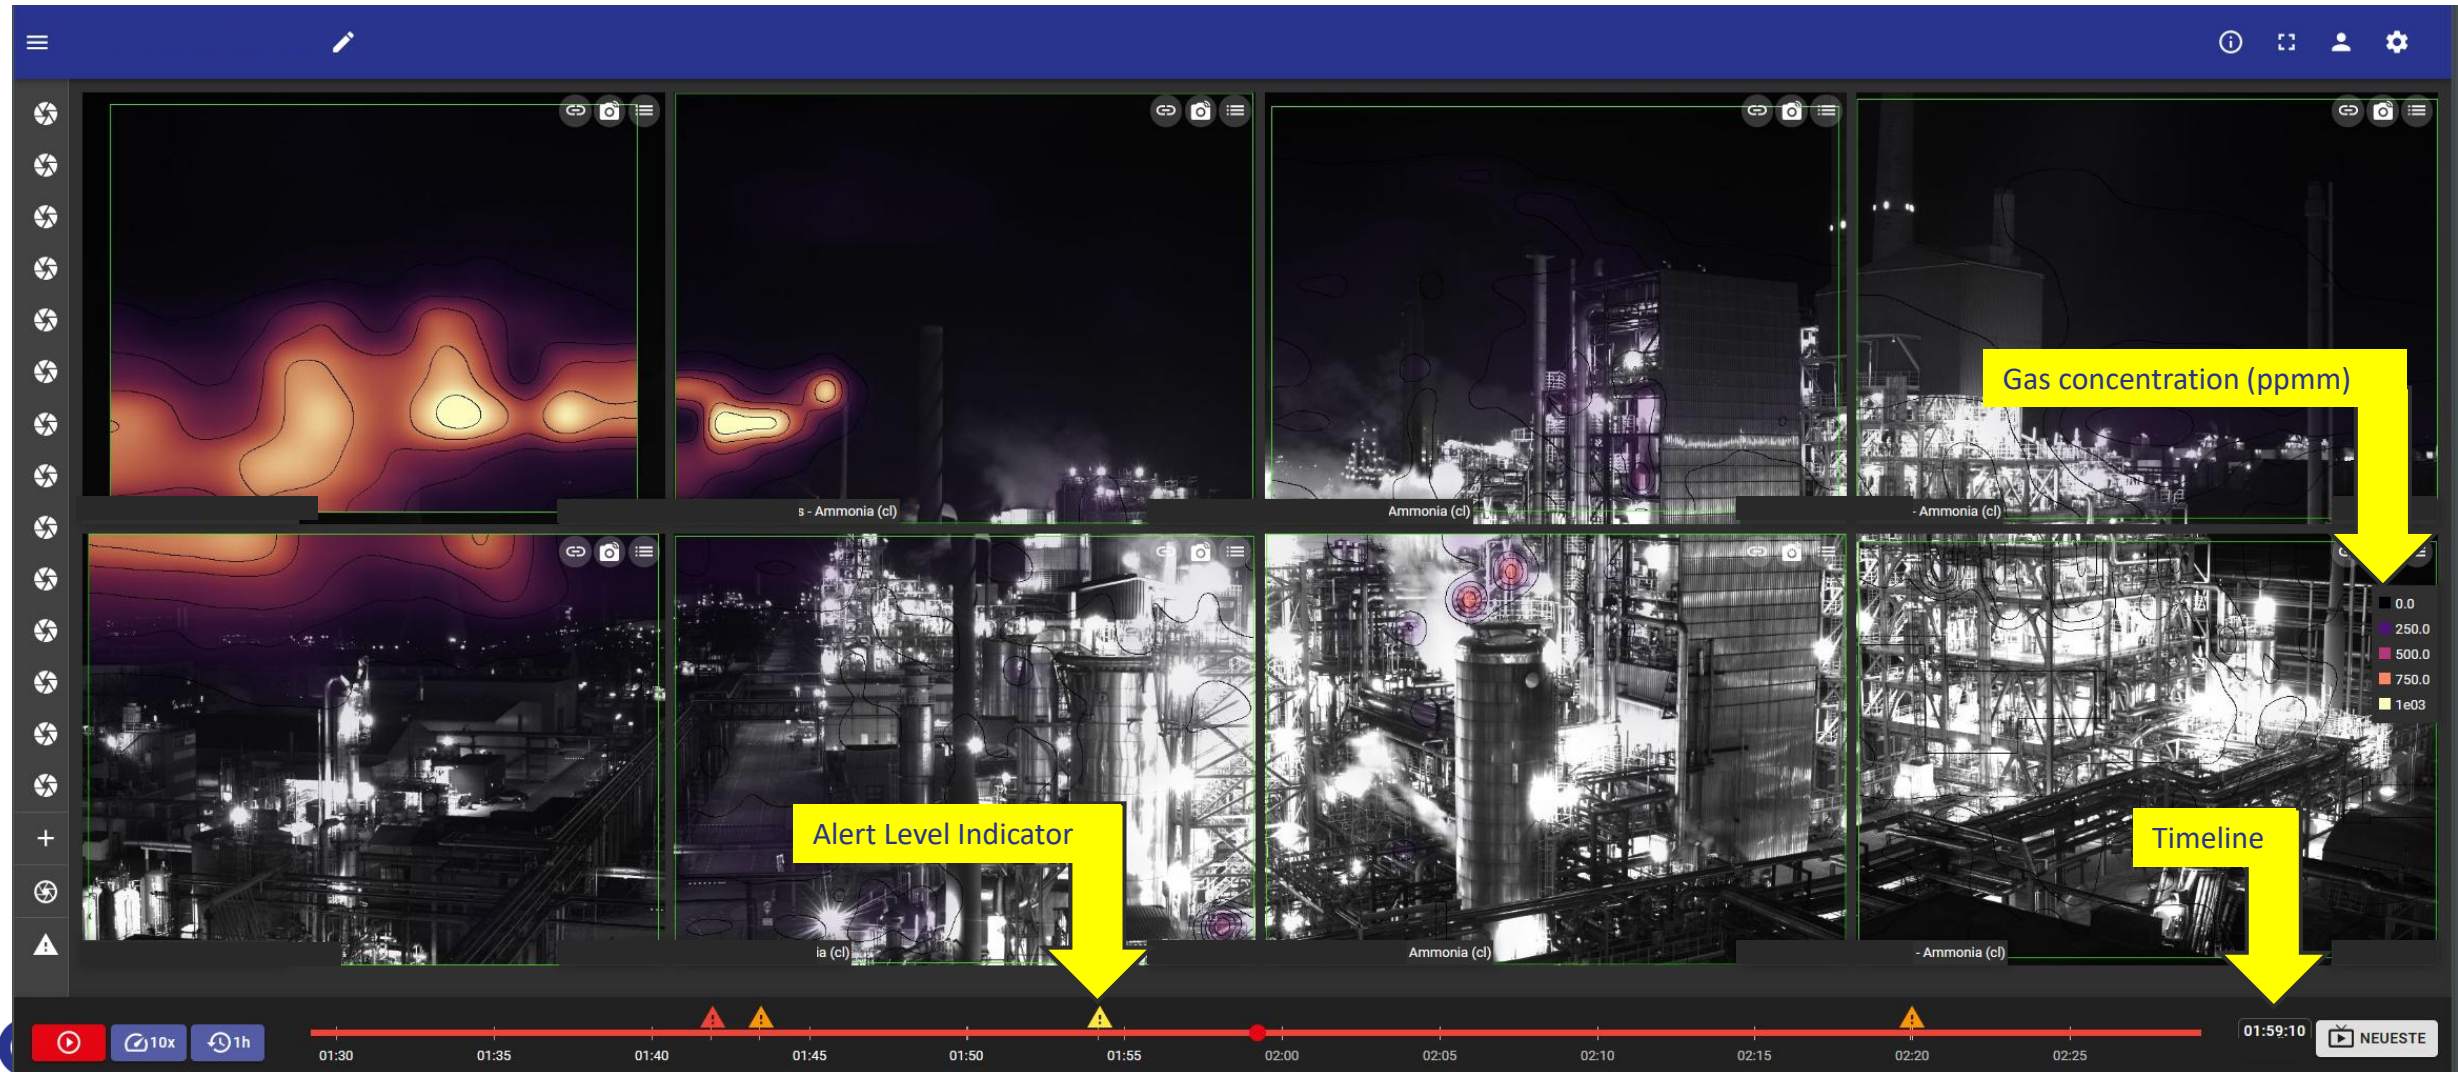 Gas concentration (ppmm)
s - Ammonia (cl)
Ammonia (cl)
- Ammonia (cl)
0.0
250.0
500.0
750.0
1e03
Alert Level Indicator
Timeline
ia (cl)
Ammonia (cl)
- Ammonia (cl)
10x
1h
01:30
01:35
01:40
01:45
01:50
01:55
02:00
02:05
02:10
02:15
02:20
02:25
01:59:10
NEUESTE